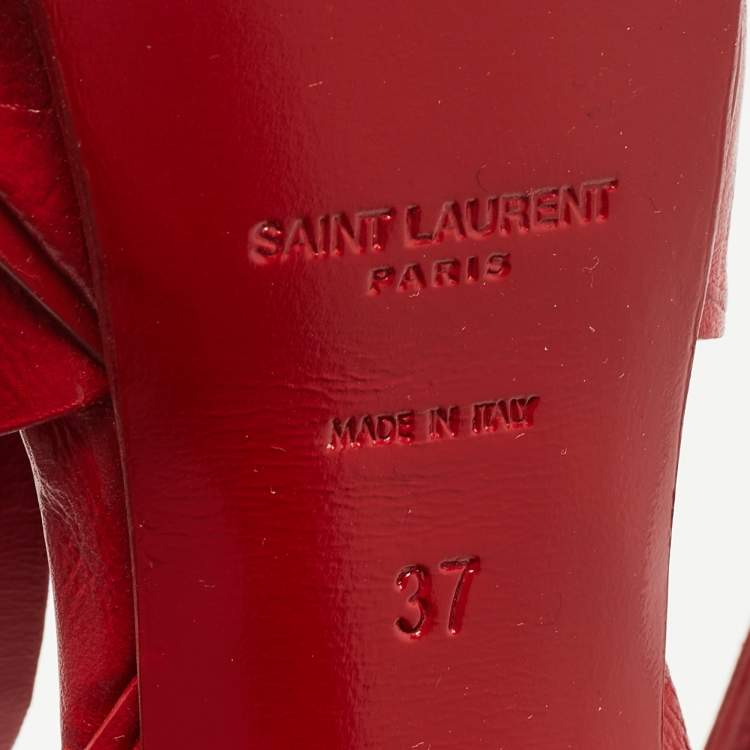 SAINT LAURENT
PARIS
MADE IN ITALY
37